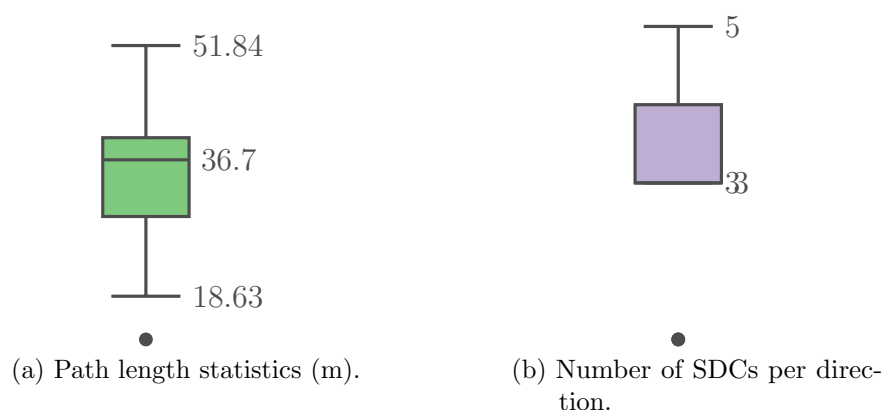 51.84
36.7
18.63
(a) Path length statistics (m).
5
33
(b) Number of SDCs per direc-
tion.